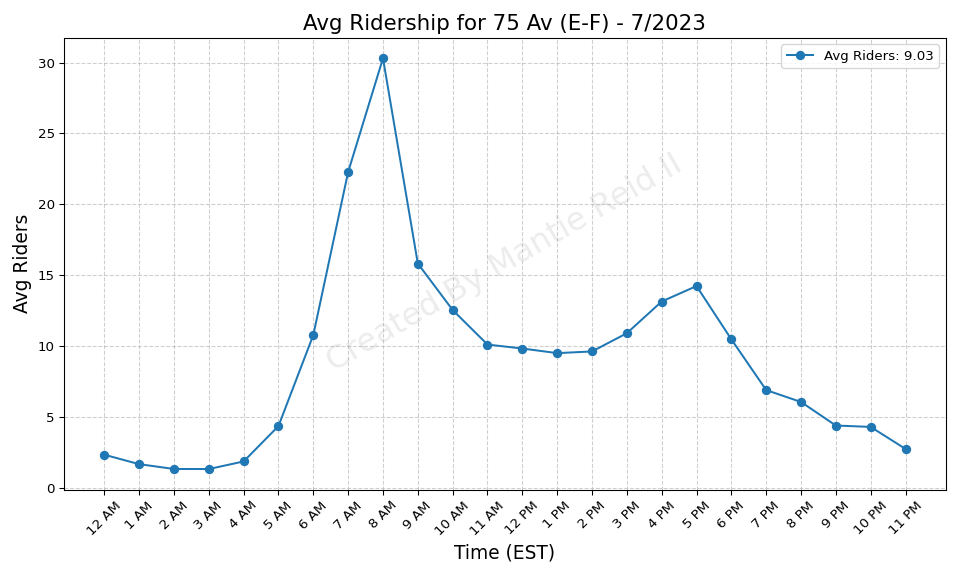 Avg Ridership for 75 Av (E-F) - 7/2023
Avg Riders: 9.03
Avg Riders
30
25
20
15
10
5
0
Created By Mantie Reid II
12 AM
1 AM
2 AM
3 AM
4 AM
5 AM
6 AM
7 AM
8 AM
9 AM
10 AM
11 AM
12 PM
1 PM
2 PM
3 PM
4 PM
5 PM
6 PM
7 PM
8 PM
9 PM
10 PM
11 PM
Time (EST)